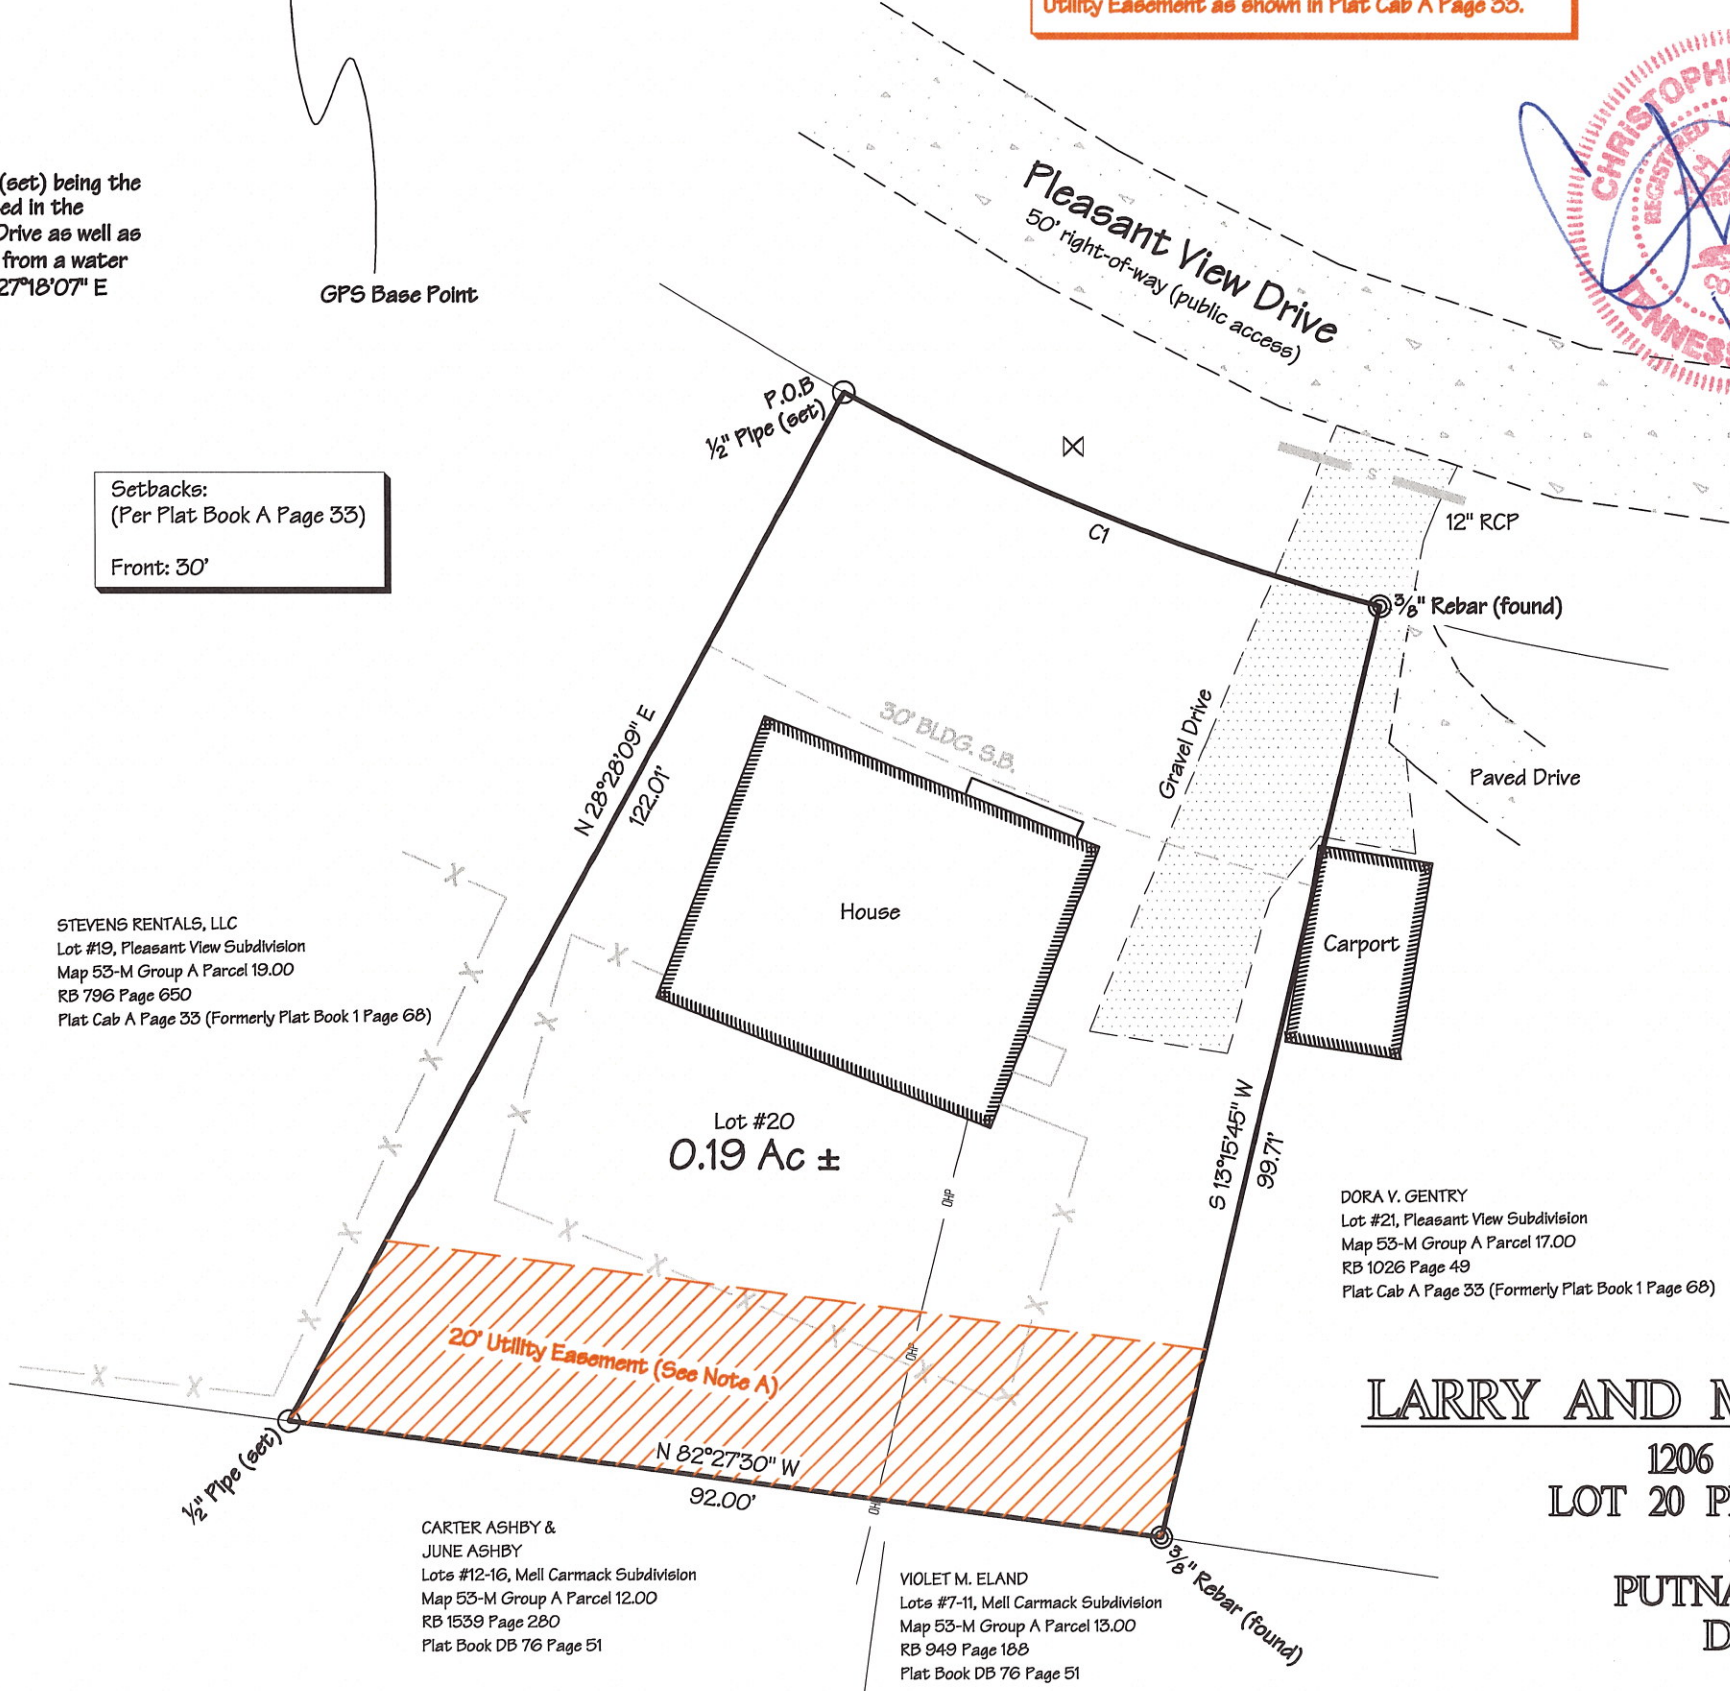 Utility Easement as shown in Plat Cab A Page 33.
(set) being the
ed in the
Drive as well as
from a water
27°18'07" E
GPS Base Point
Pleasant View Drive
50' right-of-way (public access)
CHRISTOPH
REGISTERED
TENNES
P.O.B
½" Pipe (set)
Setbacks:
(Per Plat Book A Page 33)
Front: 30'
C1
S
12" RCP
⅜" Rebar (found)
30' BLDG. S.B.
Gravel Drive
Paved Drive
N 28°28'09" E
122.01'
House
Carport
STEVENS RENTALS, LLC
Lot #19, Pleasant View Subdivision
Map 53-M Group A Parcel 19.00
RB 796 Page 650
Plat Cab A Page 33 (Formerly Plat Book 1 Page 68)
Lot #20
0.19 Ac ±
OHP
S 13°15'45" W
99.71'
DORA V. GENTRY
Lot #21, Pleasant View Subdivision
Map 53-M Group A Parcel 17.00
RB 1026 Page 49
Plat Cab A Page 33 (Formerly Plat Book 1 Page 68)
20' Utility Easement (See Note A)
OHP
LARRY AND M
1206
LOT 20 P
PUTNA
D
½" Pipe (set)
N 82°27'30" W
92.00'
OH
⅜" Rebar (found)
CARTER ASHBY &
JUNE ASHBY
Lots #12-16, Mell Carmack Subdivision
Map 53-M Group A Parcel 12.00
RB 1539 Page 280
Plat Book DB 76 Page 51
VIOLET M. ELAND
Lots #7-11, Mell Carmack Subdivision
Map 53-M Group A Parcel 13.00
RB 949 Page 188
Plat Book DB 76 Page 51